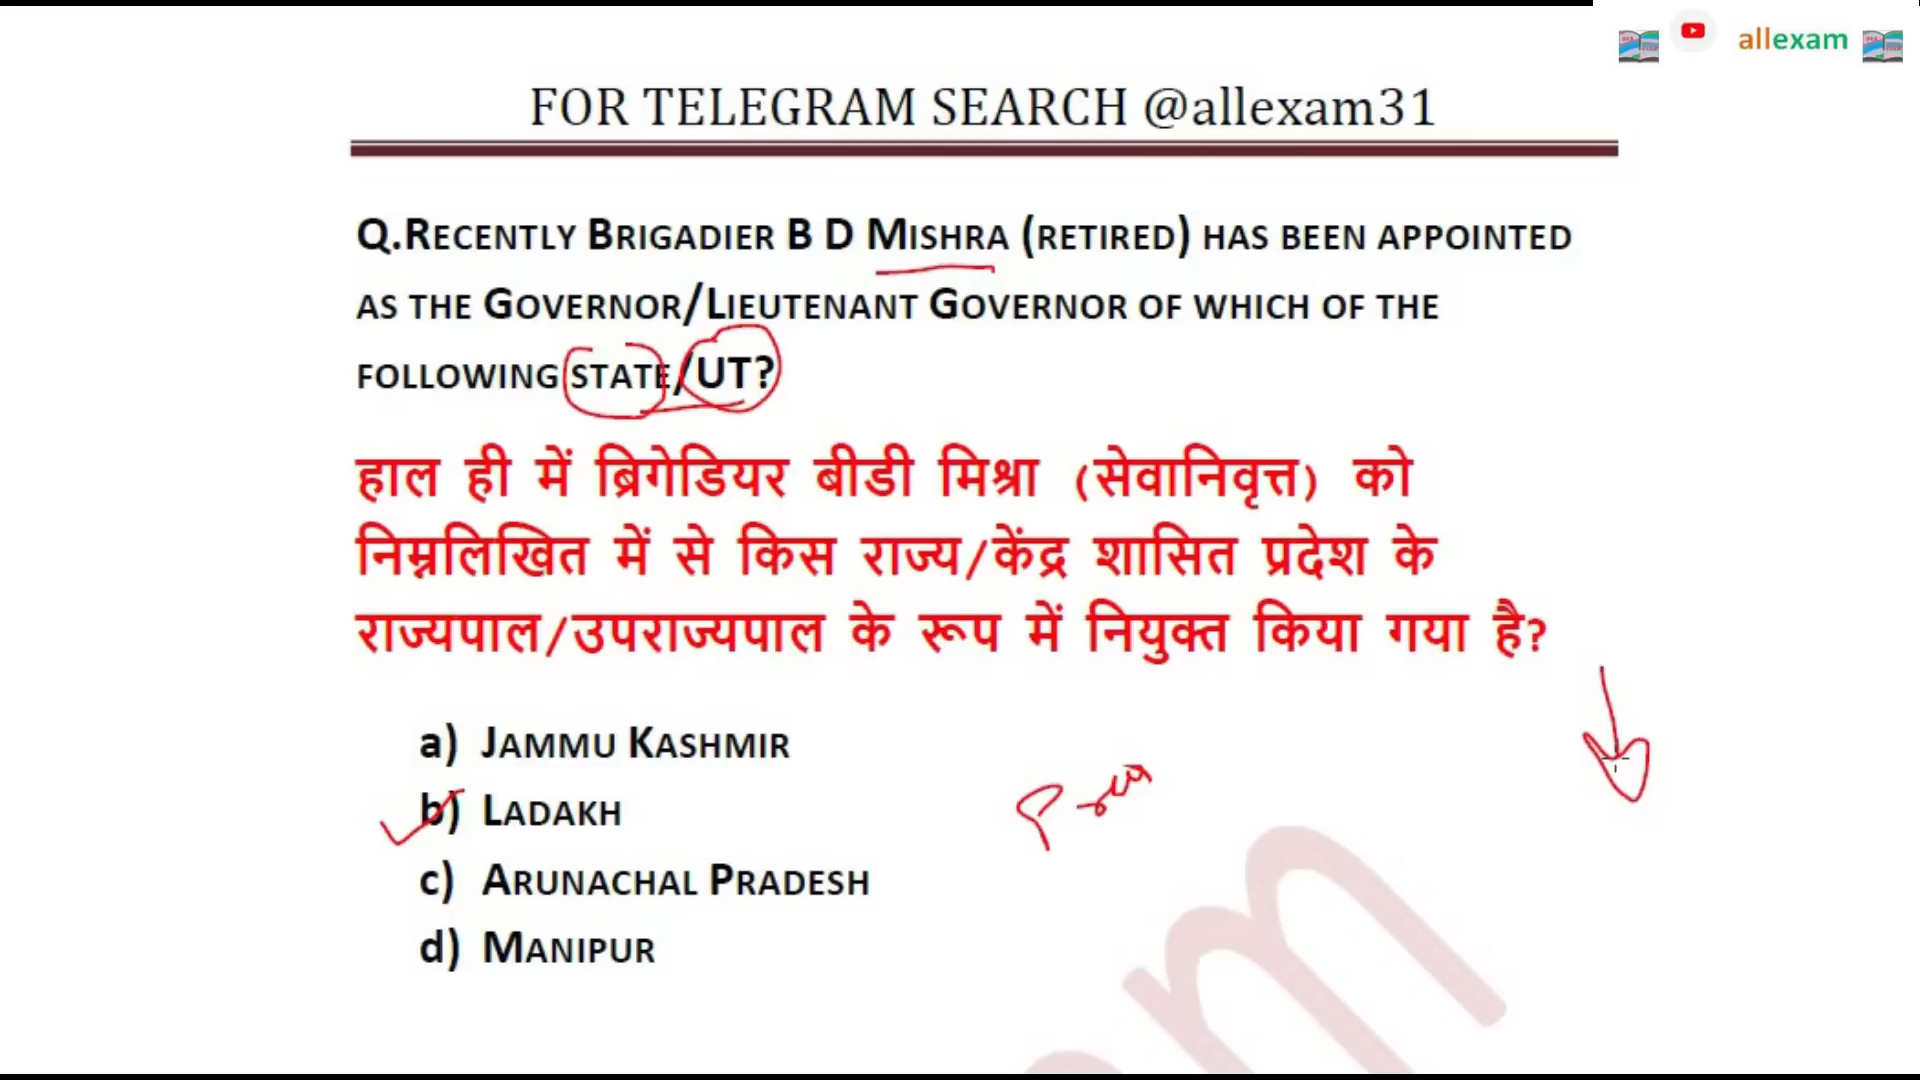 allexam
FOR TELEGRAM SEARCH @allexam31
Q.RECENTLY BRIGADIER B D MISHRA (RETIRED) HAS BEEN APPOINTED
AS THE GOVERNOR/LIEUTENANT GOVERNOR OF WHICH OF THE
FOLLOWING STATE/UT?
हाल ही में ब्रिगेडियर बीडी मिश्रा (सेवानिवृत्त) को
निम्नलिखित में से किस राज्य/केंद्र शासित प्रदेश के
राज्यपाल/उपराज्यपाल के रूप में नियुक्त किया गया है?
a) JAMMU KASHMIR
b) LADAKH
c) ARUNACHAL PRADESH
d) MANIPUR